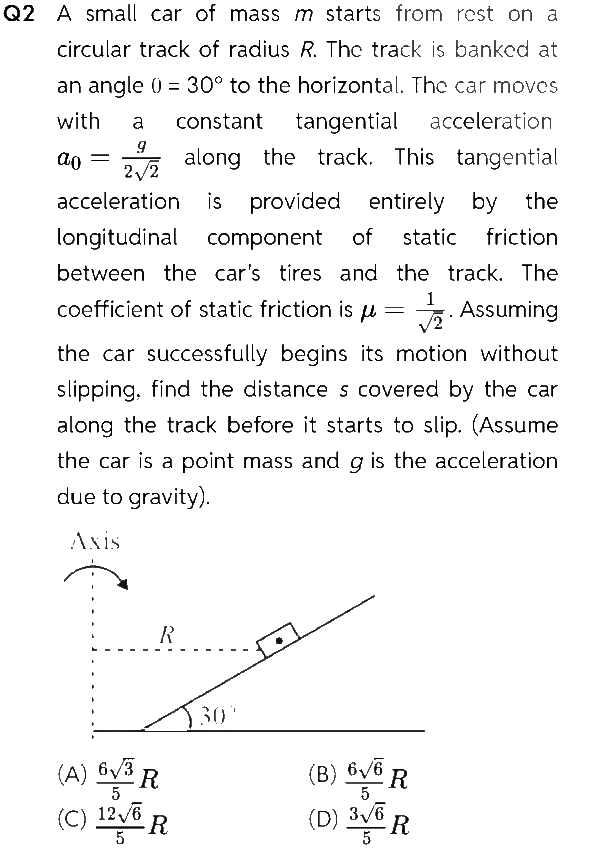 Q2 A small car of mass m starts from rest on a
circular track of radius R. The track is banked at
an angle θ = 30° to the horizontal. The car moves
with a constant tangential acceleration
a₀ = g/(2√2) along the track. This tangential
acceleration is provided entirely by the
longitudinal component of static friction
between the car's tires and the track. The
coefficient of static friction is μ = 1/√2. Assuming
the car successfully begins its motion without
slipping, find the distance s covered by the car
along the track before it starts to slip. (Assume
the car is a point mass and g is the acceleration
due to gravity).
Axis
R
30°
(A) 6√3/5 R (B) 6√6/5 R
(C) 12√6/5 R (D) 3√6/5 R